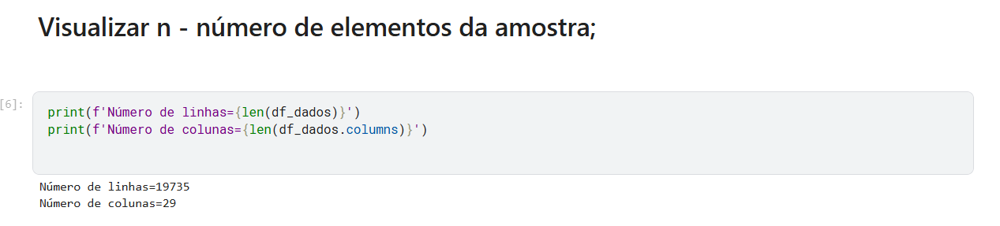 Visualizar n - número de elementos da amostra;
[6]:
print(f'Número de linhas={len(df_dados)}')
print(f'Número de colunas={len(df_dados.columns)}')
Número de linhas=19735
Número de colunas=29